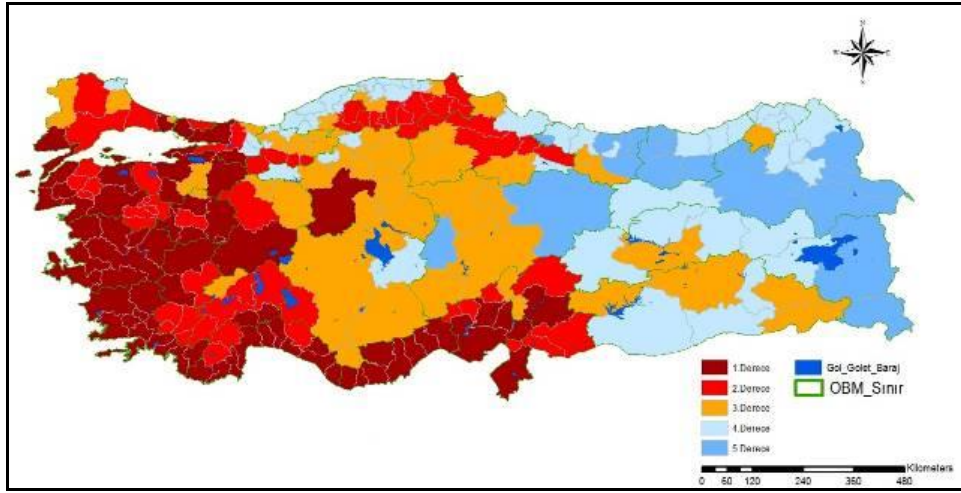 N
W E
S
1.Derece
2.Derece
3.Derece
4.Derece
5.Derece
Gol_Golet_Baraj
OBM_Sınır
Kilometers
0 60 120 240 360 480